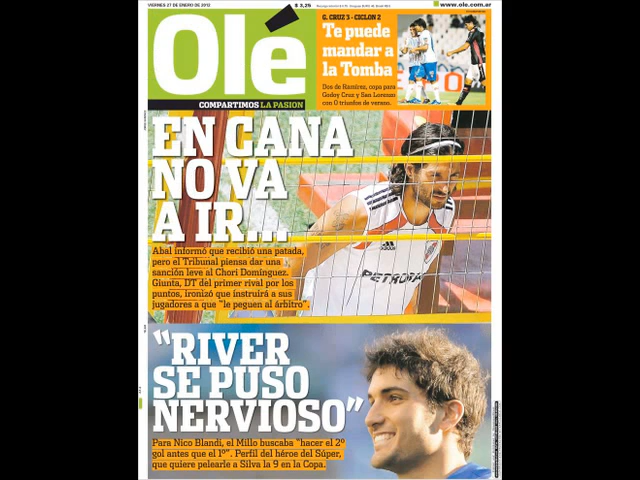 VIERNES 27 DE ENERO DE 2012
$ 3,25
www.ole.com.ar
Olé
COMPARTIMOS LA PASION
G. CRUZ 3 - CICLON 2
Te puede
mandar a
la Tomba
Dos de Ramírez, copa para
Godoy Cruz y San Lorenzo
con 0 triunfos de verano.
EN CANA
NO VA
A IR...
Abal informó que recibió una patada,
pero el Tribunal piensa dar una
sanción leve al Chori Domínguez.
Giunta, DT del primer rival por los
puntos, ironizó que instruirá a sus
jugadores a que "le peguen al árbitro".
adidas
PETROBRA
"RIVER
SE PUSO
NERVIOSO"
Para Nico Blandi, el Millo buscaba "hacer el 2º
gol antes que el 1º". Perfil del héroe del Súper,
que quiere pelearle a Silva la 9 en la Copa.